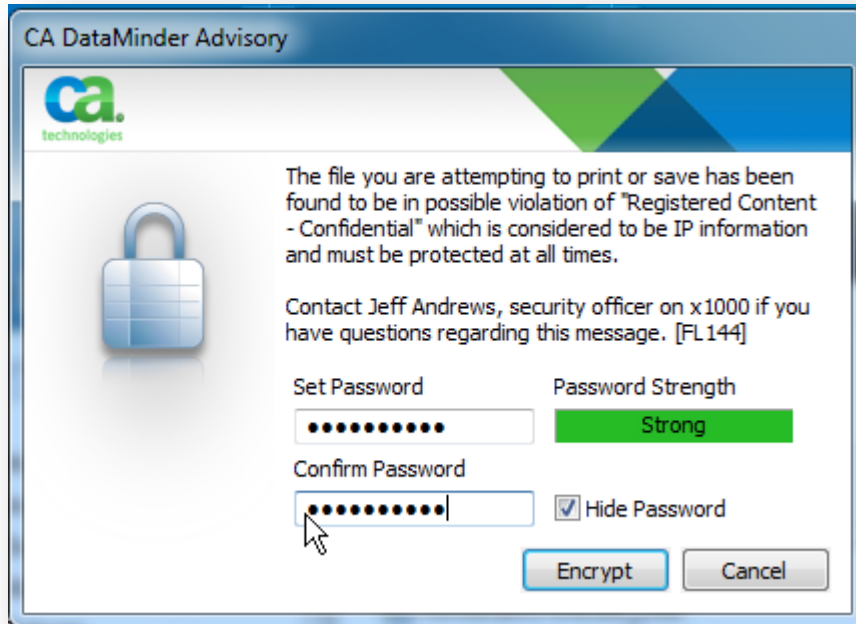 CA DataMinder Advisory
ca.
technologies
The file you are attempting to print or save has been
found to be in possible violation of "Registered Content
- Confidential" which is considered to be IP information
and must be protected at all times.
Contact Jeff Andrews, security officer on x1000 if you
have questions regarding this message. [FL144]
Set Password
Password Strength
●●●●●●●●●●
Strong
Confirm Password
●●●●●●●●●●
Hide Password
Encrypt
Cancel